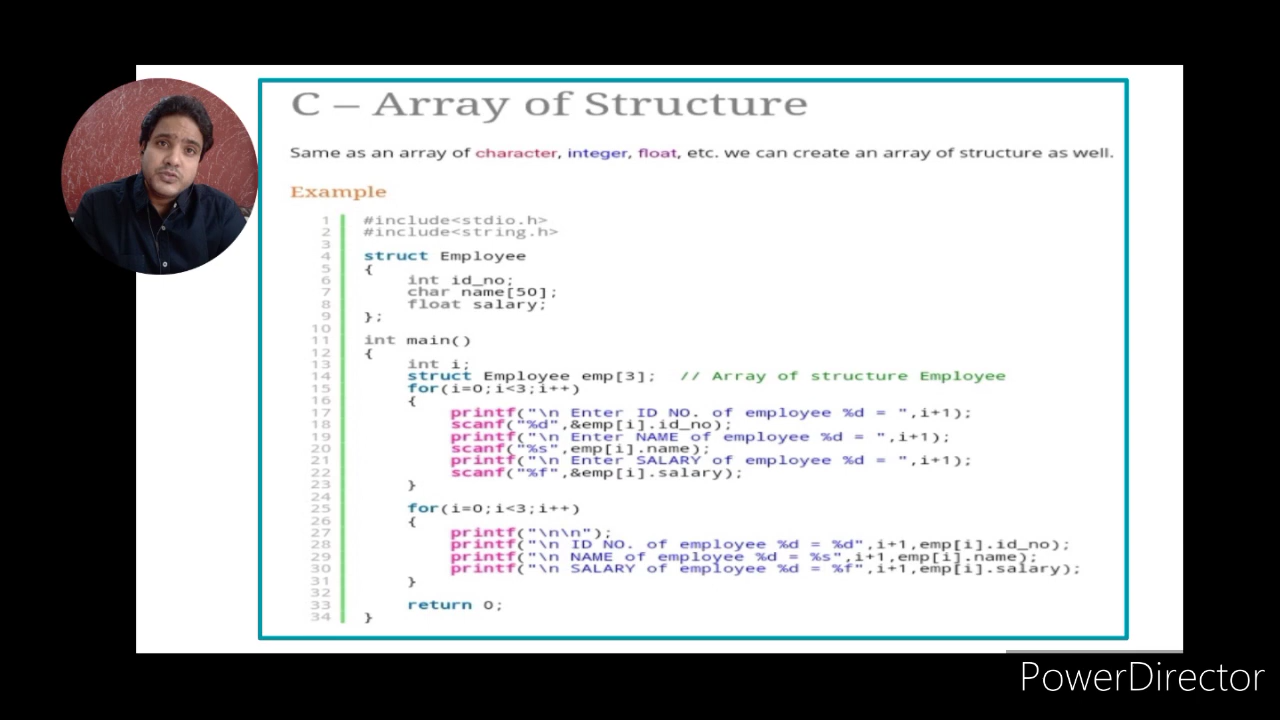 C – Array of Structure
Same as an array of character, integer, float, etc. we can create an array of structure as well.
Example
1 #include<stdio.h>
2 #include<string.h>
3
4 struct Employee
5 {
6 int id_no;
7 char name[50];
8 float salary;
9 };
10
11 int main()
12 {
13 int i;
14 struct Employee emp[3]; // Array of structure Employee
15 for(i=0;i<3;i++)
16 {
17 printf("\n Enter ID NO. of employee %d = ",i+1);
18 scanf("%d",&emp[i].id_no);
19 printf("\n Enter NAME of employee %d = ",i+1);
20 scanf("%s",emp[i].name);
21 printf("\n Enter SALARY of employee %d = ",i+1);
22 scanf("%f",&emp[i].salary);
23 }
24
25 for(i=0;i<3;i++)
26 {
27 printf("\n\n");
28 printf("\n ID NO. of employee %d = %d",i+1,emp[i].id_no);
29 printf("\n NAME of employee %d = %s",i+1,emp[i].name);
30 printf("\n SALARY of employee %d = %f",i+1,emp[i].salary);
31 }
32
33 return 0;
34 }
PowerDirector